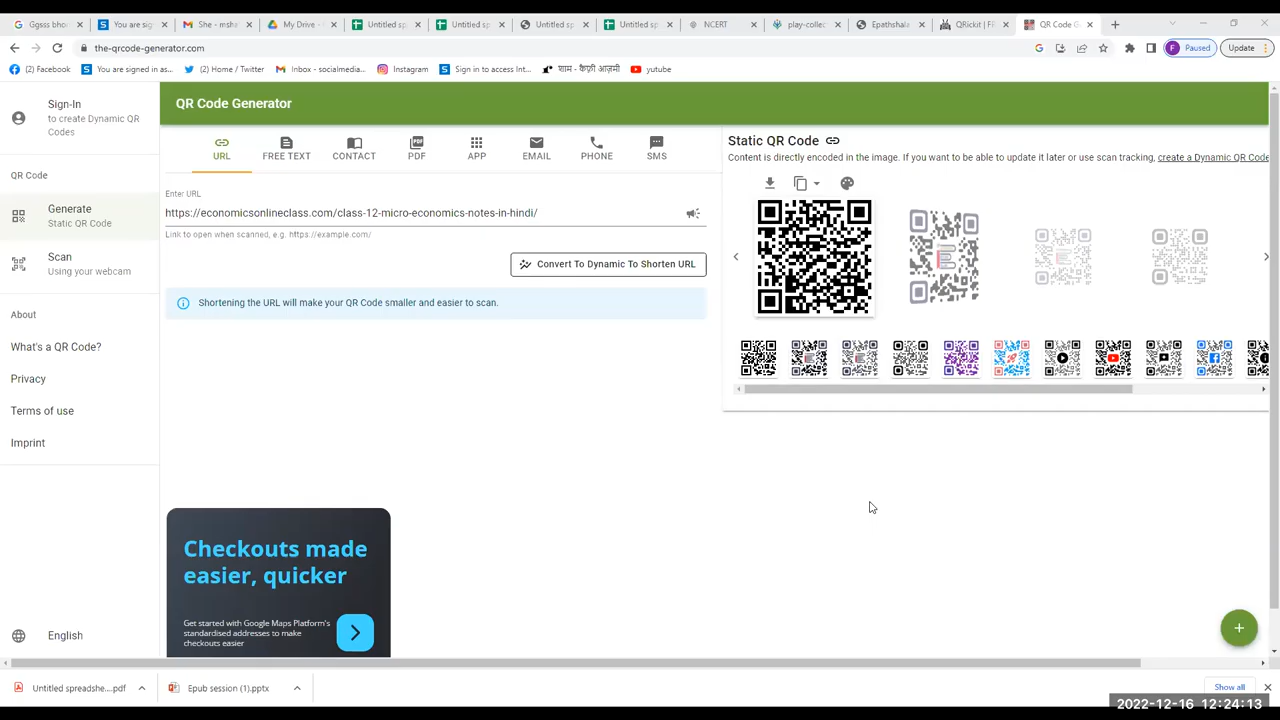 Ggsss bhor
You are sign
She - msha
My Drive -
Untitled sp
Untitled sp
Untitled sp
Untitled sp
NCERT
play-collec
Epathshala
QRickit | F
QR Code G
the-qrcode-generator.com
F Paused
Update
(2) Facebook
You are signed in as...
(2) Home / Twitter
Inbox - socialmedia...
Instagram
Sign in to access Int...
शाम - कैफ़ी आज़मी
yutube
Sign-In
to create Dynamic QR
Codes
QR Code
Generate
Static QR Code
Scan
Using your webcam
About
What's a QR Code?
Privacy
Terms of use
Imprint
English
QR Code Generator
URL
FREE TEXT
CONTACT
PDF
APP
EMAIL
PHONE
SMS
Enter URL
https://economicsonlineclass.com/class-12-micro-economics-notes-in-hindi/
Link to open when scanned, e.g. https://example.com/
Convert To Dynamic To Shorten URL
Shortening the URL will make your QR Code smaller and easier to scan.
Static QR Code
Content is directly encoded in the image. If you want to be able to update it later or use scan tracking, create a Dynamic QR Code
Checkouts made
easier, quicker
Get started with Google Maps Platform's
standardised addresses to make
checkouts easier
Untitled spreadshe....pdf
Epub session (1).pptx
Show all
2022-12-16 12:24:13